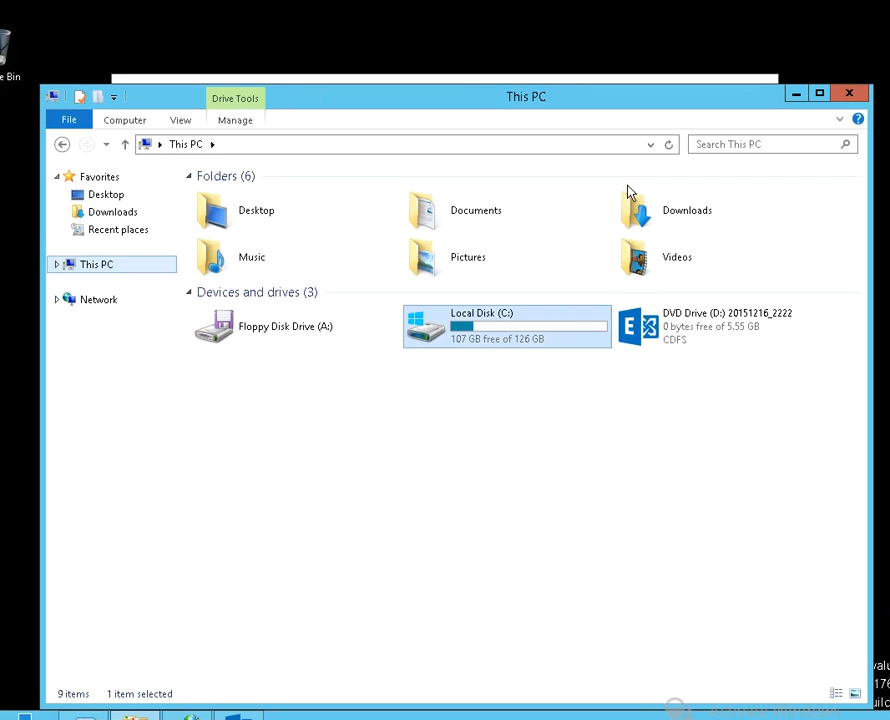 e Bin
Drive Tools
This PC
File
Computer
View
Manage
This PC
Search This PC
Favorites
Desktop
Downloads
Recent places
This PC
Network
Folders (6)
Desktop
Documents
Downloads
Music
Pictures
Videos
Devices and drives (3)
Floppy Disk Drive (A:)
Local Disk (C:)
107 GB free of 126 GB
DVD Drive (D:) 20151216_2222
0 bytes free of 5.55 GB
CDFS
valu
176
uild
9 items
1 item selected